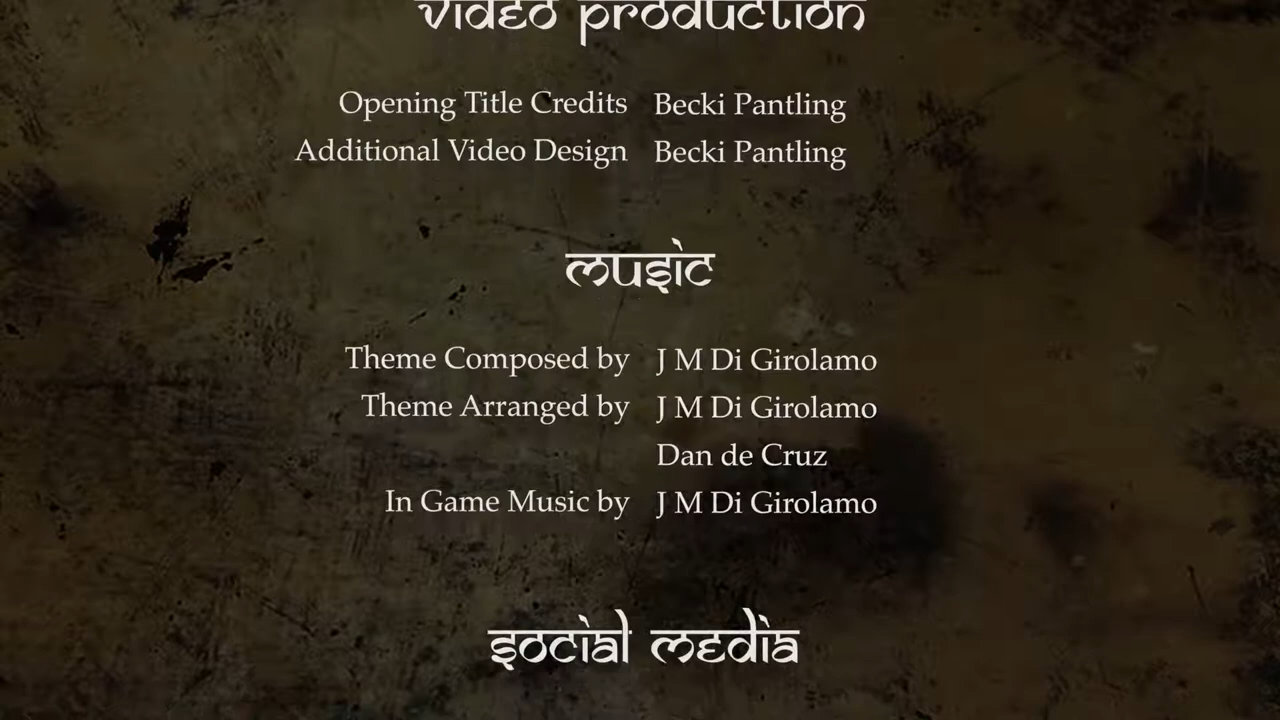 Video Production
Opening Title Credits Becki Pantling
Additional Video Design Becki Pantling
Music
Theme Composed by J M Di Girolamo
Theme Arranged by J M Di Girolamo
Dan de Cruz
In Game Music by J M Di Girolamo
Social Media